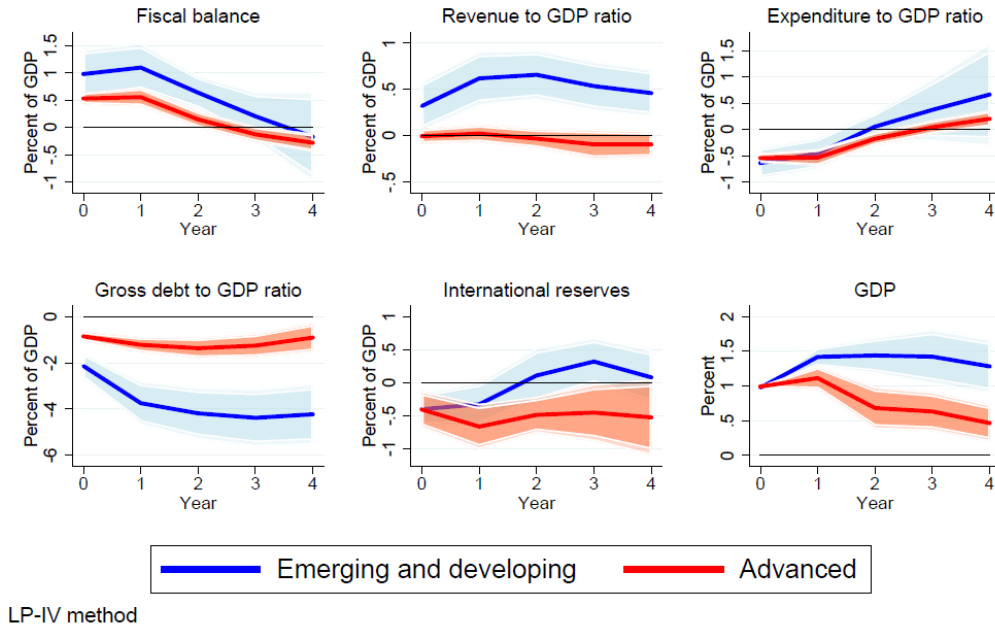 Fiscal balance
Percent of GDP
1.5
1
.5
0
-.5
-1
0 1 2 3 4
Year
Revenue to GDP ratio
Percent of GDP
1
.5
0
-.5
0 1 2 3 4
Year
Expenditure to GDP ratio
Percent of GDP
1.5
1
.5
0
-.5
-1
0 1 2 3 4
Year
Gross debt to GDP ratio
Percent of GDP
0
-2
-4
-6
0 1 2 3 4
Year
International reserves
Percent of GDP
1
.5
0
-.5
-1
0 1 2 3 4
Year
GDP
Percent
2
1.5
1
.5
0
0 1 2 3 4
Year
Emerging and developing
Advanced
LP-IV method